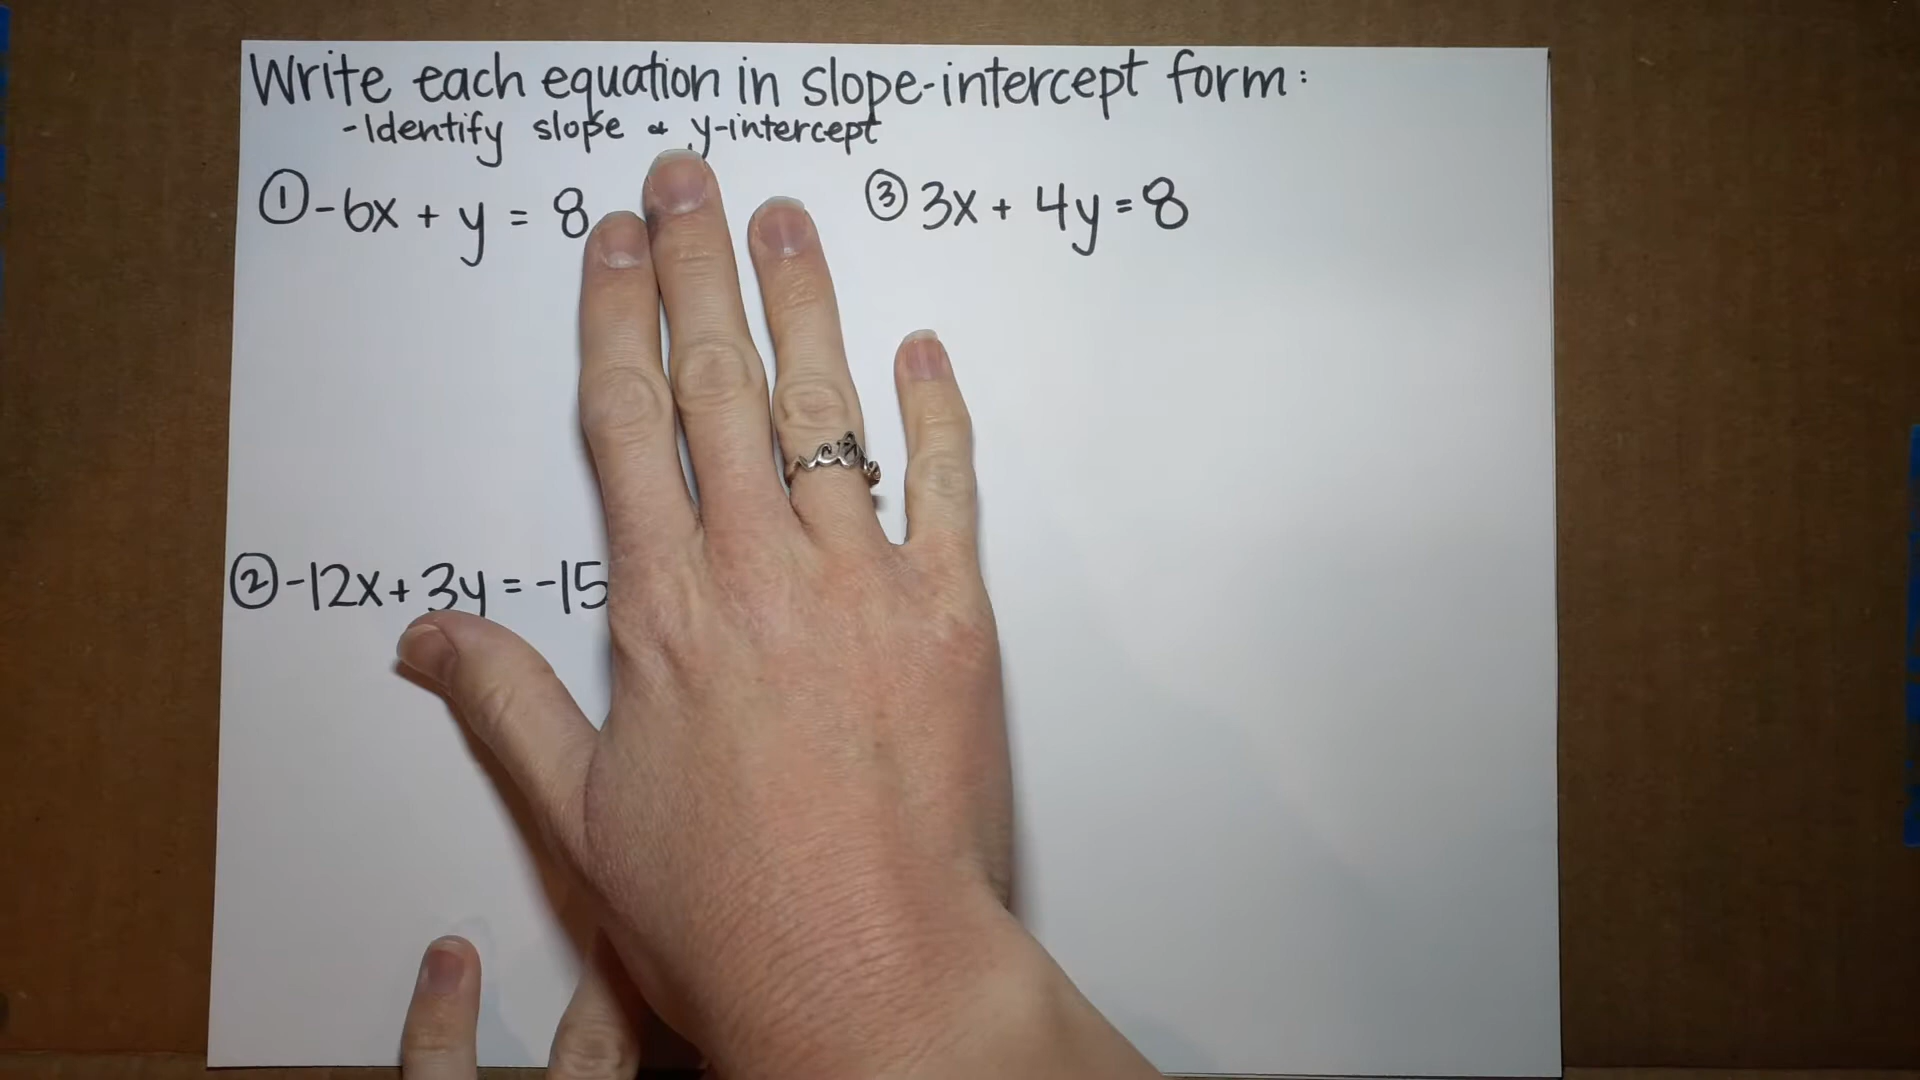 Write each equation in slope-intercept form:
-Identify slope & y-intercept
① -6x + y = 8
② -12x + 3y = -15
③ 3x + 4y = 8